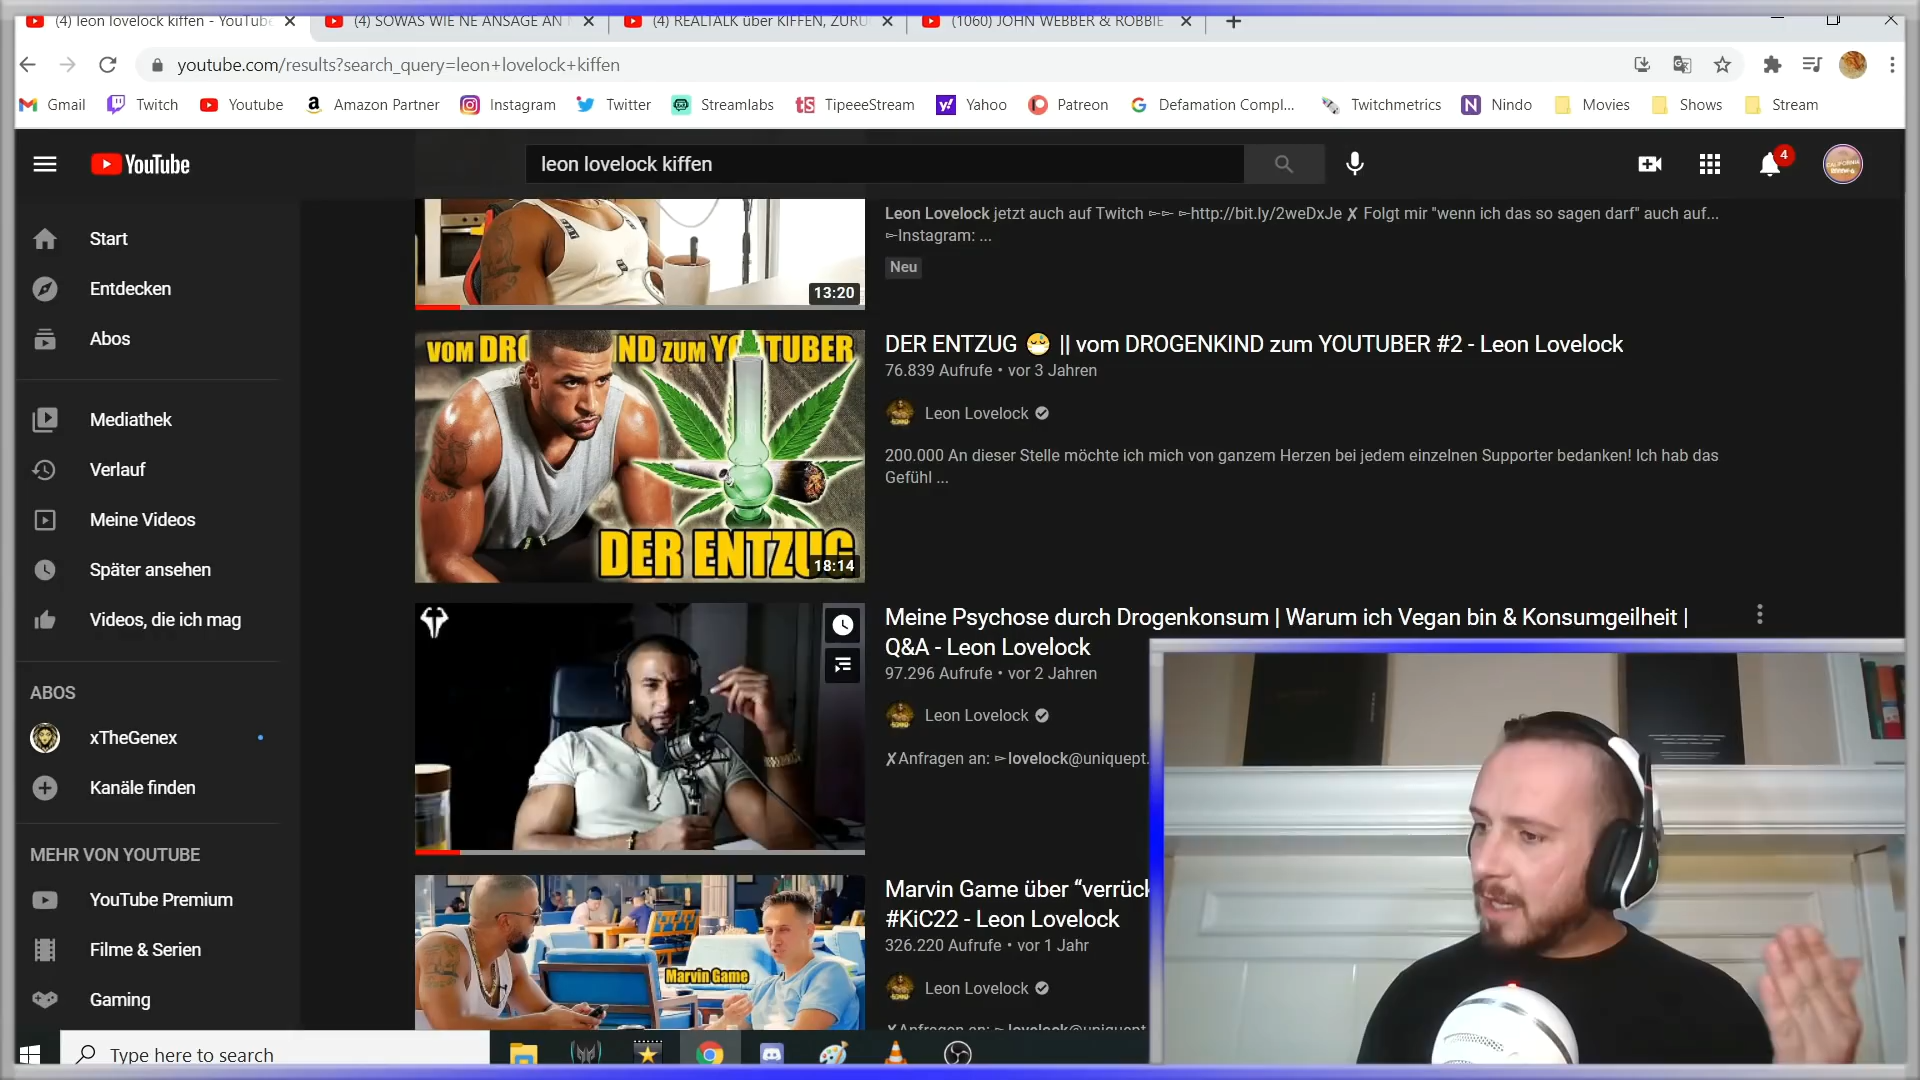 (4) leon lovelock kiffen - YouTube
(4) SOWAS WIE NE ANSAGE AN
(4) REALTALK über KIFFEN, ZURÜ
(1060) JOHN WEBBER & ROBBIE
youtube.com/results?search_query=leon+lovelock+kiffen
Gmail
Twitch
Youtube
Amazon Partner
Instagram
Twitter
Streamlabs
TipeeeStream
Yahoo
Patreon
Defamation Compl...
Twitchmetrics
Nindo
Movies
Shows
Stream
YouTube
leon lovelock kiffen
4
Start
Entdecken
Abos
Mediathek
Verlauf
Meine Videos
Später ansehen
Videos, die ich mag
ABOS
xTheGenex
Kanäle finden
MEHR VON YOUTUBE
YouTube Premium
Filme & Serien
Gaming
13:20
Leon Lovelock jetzt auch auf Twitch ►► ►http://bit.ly/2weDxJe ✗ Folgt mir "wenn ich das so sagen darf" auch auf...
►Instagram: ...
Neu
DER ENTZUG
18:14
DER ENTZUG 😷 || vom DROGENKIND zum YOUTUBER #2 - Leon Lovelock
76.839 Aufrufe • vor 3 Jahren
Leon Lovelock
200.000 An dieser Stelle möchte ich mich von ganzem Herzen bei jedem einzelnen Supporter bedanken! Ich hab das
Gefühl ...
Meine Psychose durch Drogenkonsum | Warum ich Vegan bin & Konsumgeilheit |
Q&A - Leon Lovelock
97.296 Aufrufe • vor 2 Jahren
Leon Lovelock
✗Anfragen an: ►lovelock@uniquept.
Marvin Game
Marvin Game über “verrück
#KiC22 - Leon Lovelock
326.220 Aufrufe • vor 1 Jahr
Leon Lovelock
✗Anfragen an: ►lovelock@uniquept
Type here to search